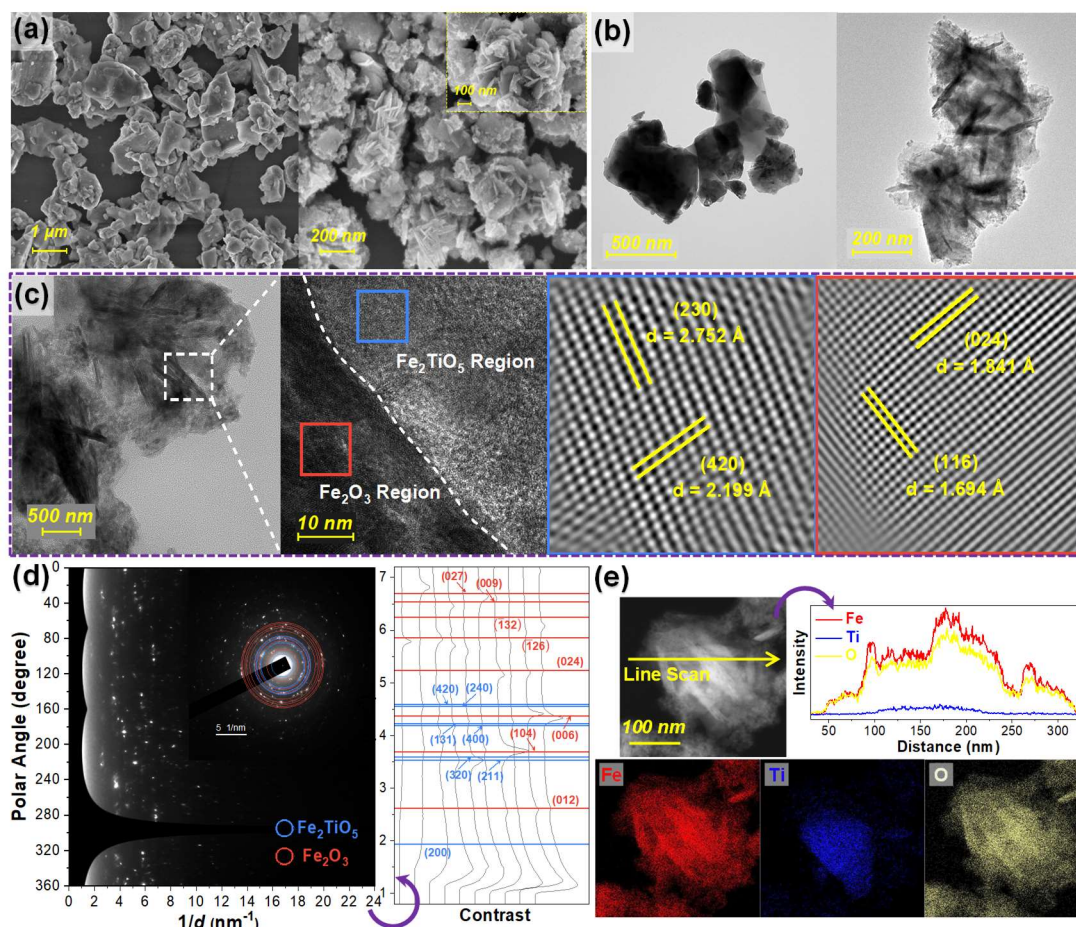 (a)
1 μm
200 nm
100 nm
(b)
500 nm
200 nm
(c)
500 nm
Fe₂TiO₅ Region
Fe₂O₃ Region
10 nm
(230)
d = 2.752 Å
(420)
d = 2.199 Å
(024)
d = 1.841 Å
(116)
d = 1.694 Å
(d)
Polar Angle (degree)
0
40
80
120
160
200
240
280
320
360
5 1/nm
Fe₂TiO₅
Fe₂O₃
0 2 4 6 8 10 12 14 16 18 20 22 24
1/d (nm⁻¹)
7
6
5
4
3
2
1
(027)
(009)
(132)
(126)
(024)
(420)
(240)
(131)
(400)
(104)
(006)
(320)
(211)
(012)
(200)
Contrast
(e)
Line Scan
100 nm
Intensity
Fe
Ti
O
50 100 150 200 250 300
Distance (nm)
Fe
Ti
O